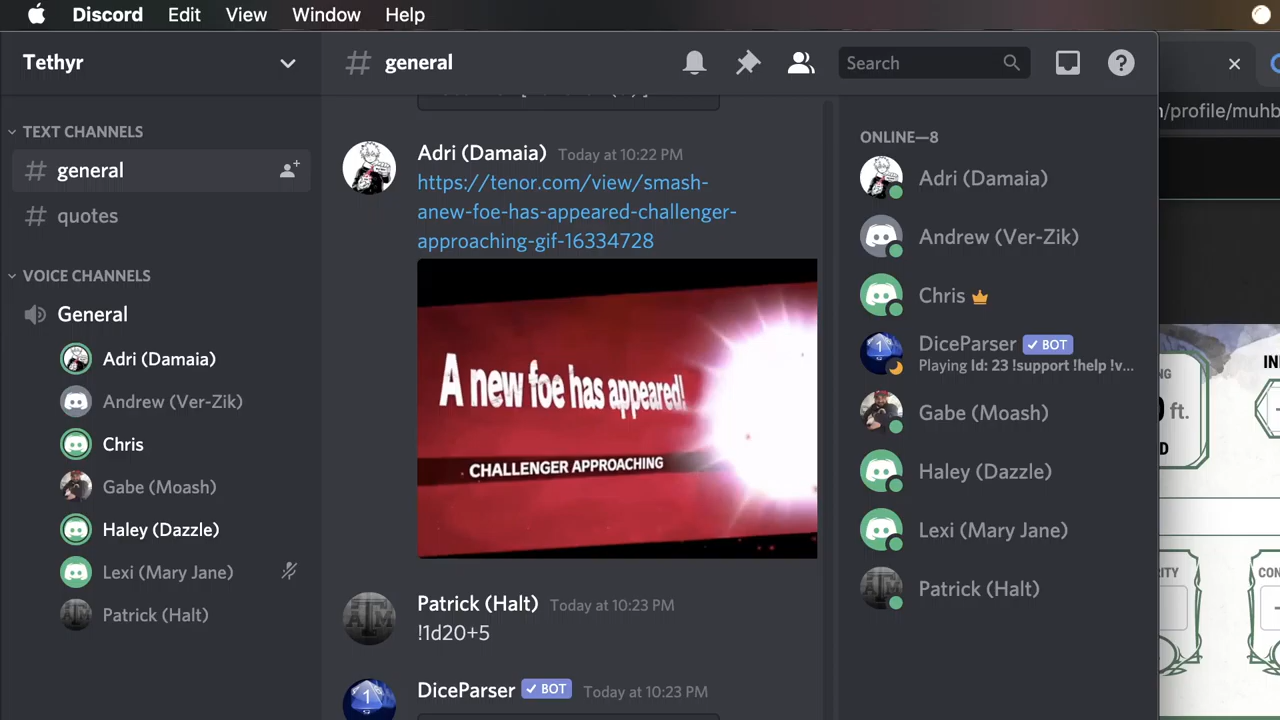 Discord Edit View Window Help
Tethyr
# general
Search
TEXT CHANNELS
# general
# quotes
VOICE CHANNELS
General
Adri (Damaia)
Andrew (Ver-Zik)
Chris
Gabe (Moash)
Haley (Dazzle)
Lexi (Mary Jane)
Patrick (Halt)
Adri (Damaia) Today at 10:22 PM
https://tenor.com/view/smash-
anew-foe-has-appeared-challenger-
approaching-gif-16334728
A new foe has appeared!
CHALLENGER APPROACHING
Patrick (Halt) Today at 10:23 PM
!1d20+5
DiceParser BOT Today at 10:23 PM
ONLINE—8
Adri (Damaia)
Andrew (Ver-Zik)
Chris
DiceParser BOT
Playing Id: 23 !support !help !v...
Gabe (Moash)
Haley (Dazzle)
Lexi (Mary Jane)
Patrick (Halt)
/profile/muhb
ft.